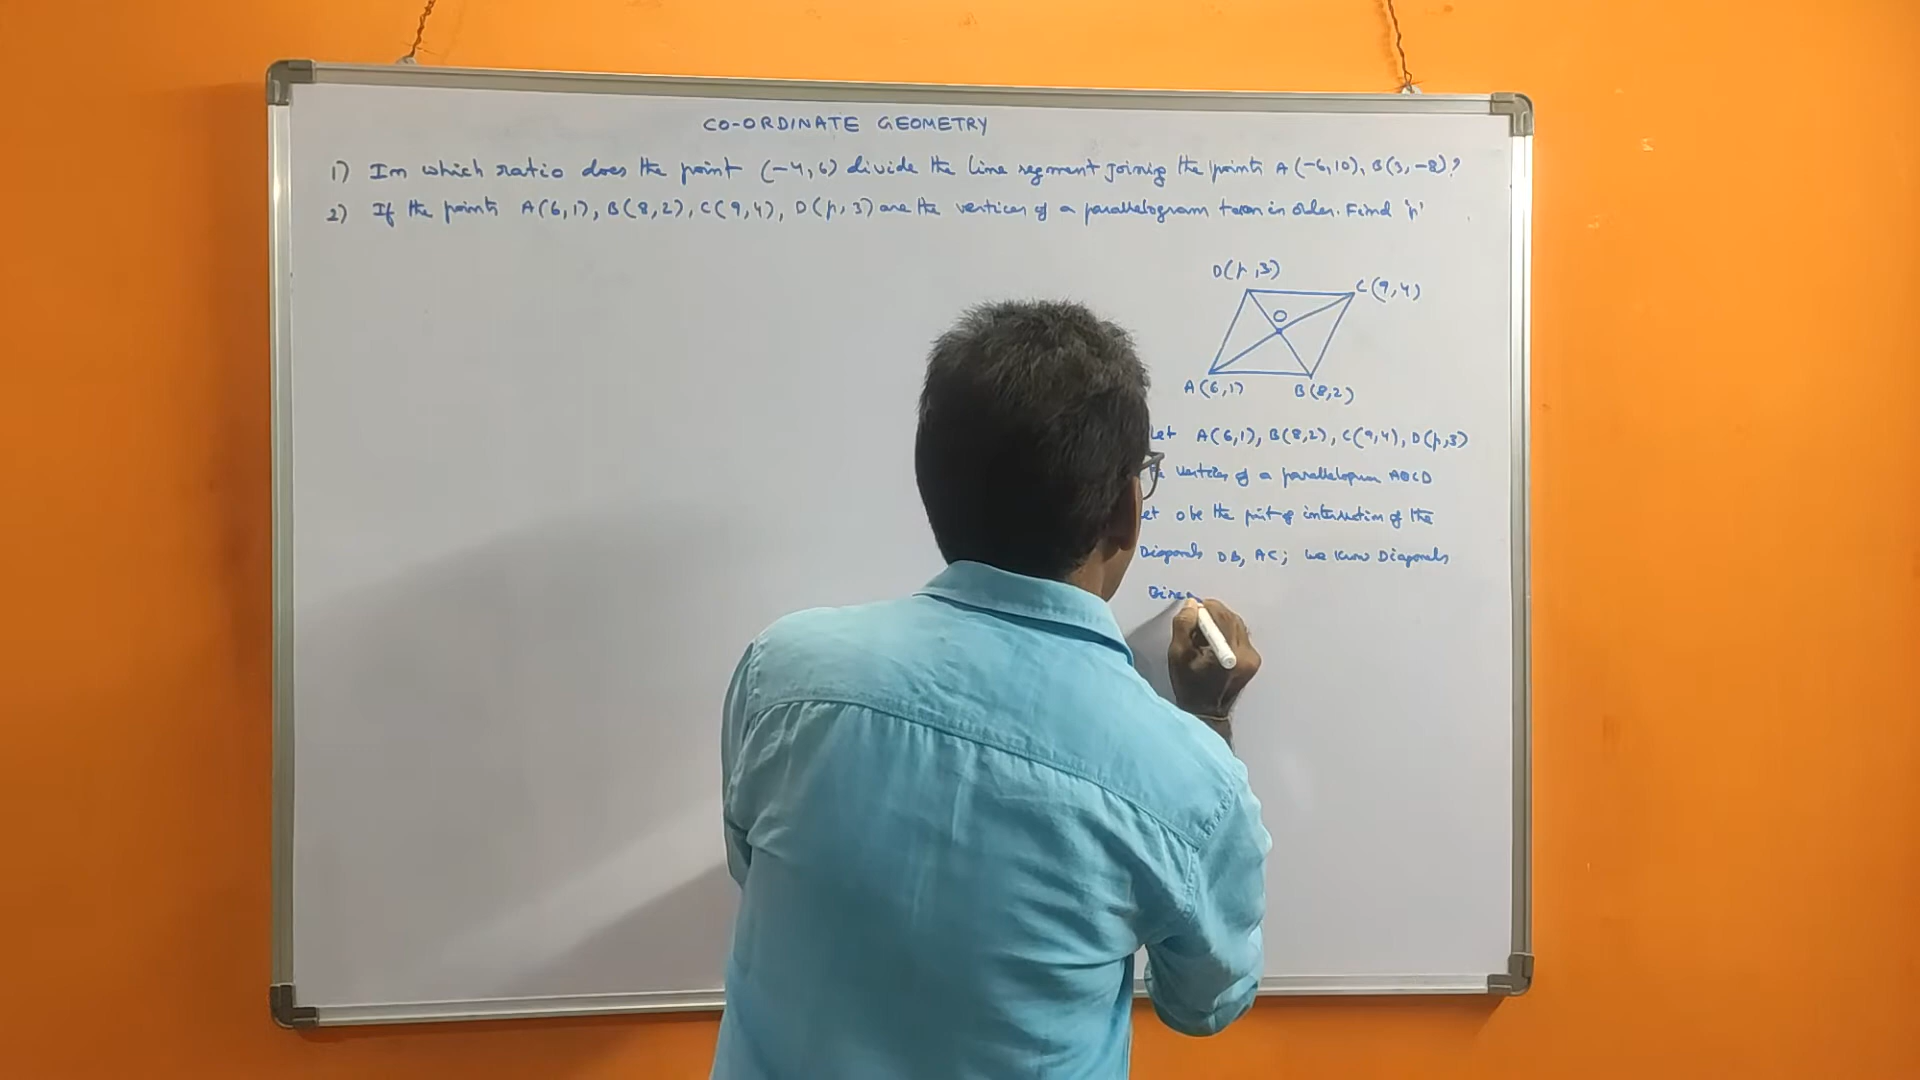 CO-ORDINATE GEOMETRY
1) In which ratio does the point (-4,6) divide the line segment joining the points A(-6,10), B(3,-8)?
2) If the points A(6,1), B(8,2), C(9,4), D(p,3) are the vertices of a parallelogram taken in order. Find 'p'
D(p,3)
C(9,4)
O
A(6,1)
B(8,2)
Let A(6,1), B(8,2), C(9,4), D(p,3)
vertices of a parallelogram ABCD
et O be the point of intersection of the
Diagonals DB, AC; we know Diagonals